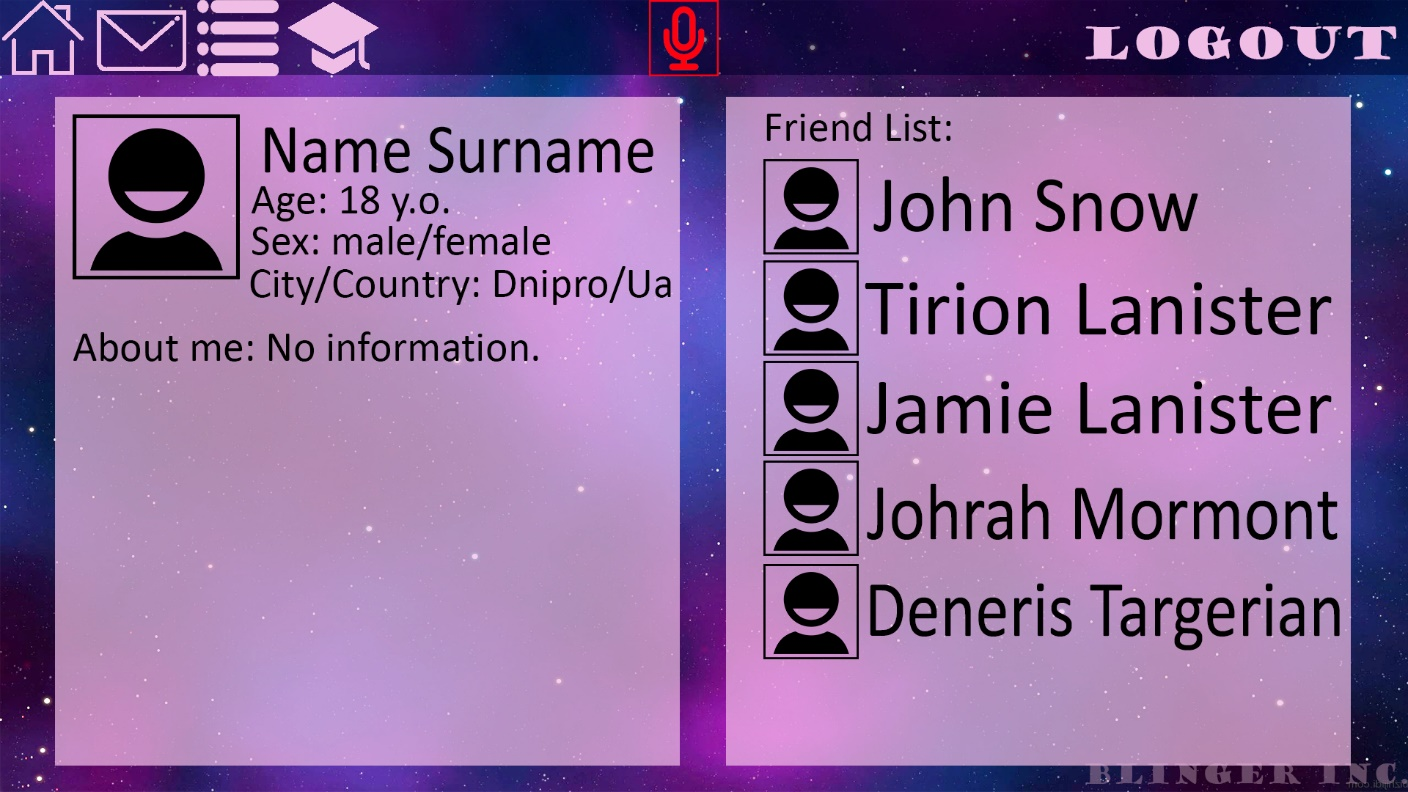 LOGOUT
Name Surname
Age: 18 y.o.
Sex: male/female
City/Country: Dnipro/Ua
About me: No information.
Friend List:
John Snow
Tirion Lanister
Jamie Lanister
Johrah Mormont
Deneris Targerian
BLINGER INC.